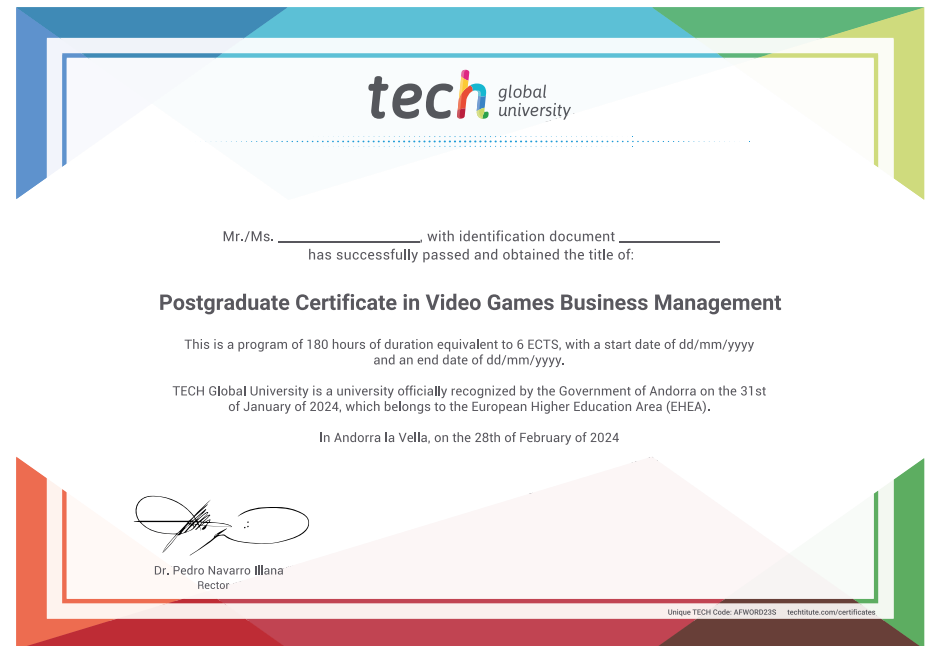 tech global university
Mr./Ms. ____________, with identification document ____________
has successfully passed and obtained the title of:
Postgraduate Certificate in Video Games Business Management
This is a program of 180 hours of duration equivalent to 6 ECTS, with a start date of dd/mm/yyyy
and an end date of dd/mm/yyyy.
TECH Global University is a university officially recognized by the Government of Andorra on the 31st
of January of 2024, which belongs to the European Higher Education Area (EHEA).
In Andorra la Vella, on the 28th of February of 2024
Dr. Pedro Navarro Illana
Rector
Unique TECH Code: AFWORD23S techtitute.com/certificates